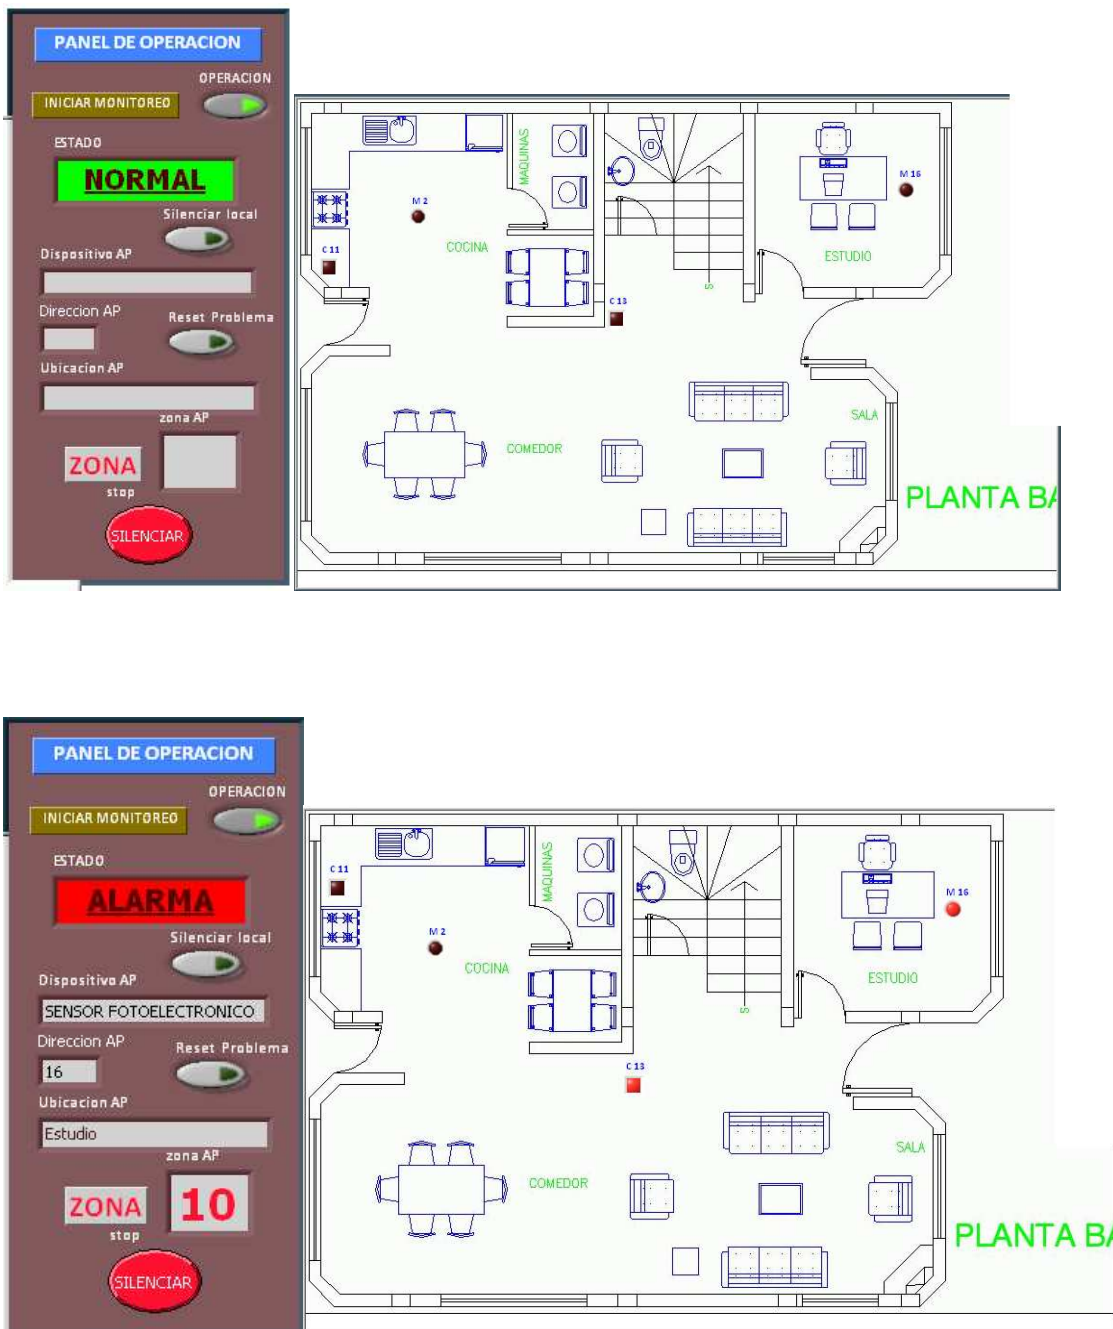 PANEL DE OPERACION
OPERACION
INICIAR MONITOREO
ESTADO
NORMAL
Silenciar local
Dispositivo AP
Direccion AP
Reset Problema
Ubicacion AP
zona AP
ZONA
stop
SILENCIAR
MAQUINAS
M 2
M 16
COCINA
C 11
ESTUDIO
S
C 13
SALA
COMEDOR
PLANTA BA
PANEL DE OPERACION
OPERACION
INICIAR MONITOREO
ESTADO
ALARMA
Silenciar local
Dispositivo AP
SENSOR FOTOELECTRONICO
Direccion AP
Reset Problema
16
Ubicacion AP
Estudio
zona AP
ZONA
10
stop
SILENCIAR
C 11
MAQUINAS
M 16
M 2
COCINA
ESTUDIO
S
C 13
SALA
COMEDOR
PLANTA BA